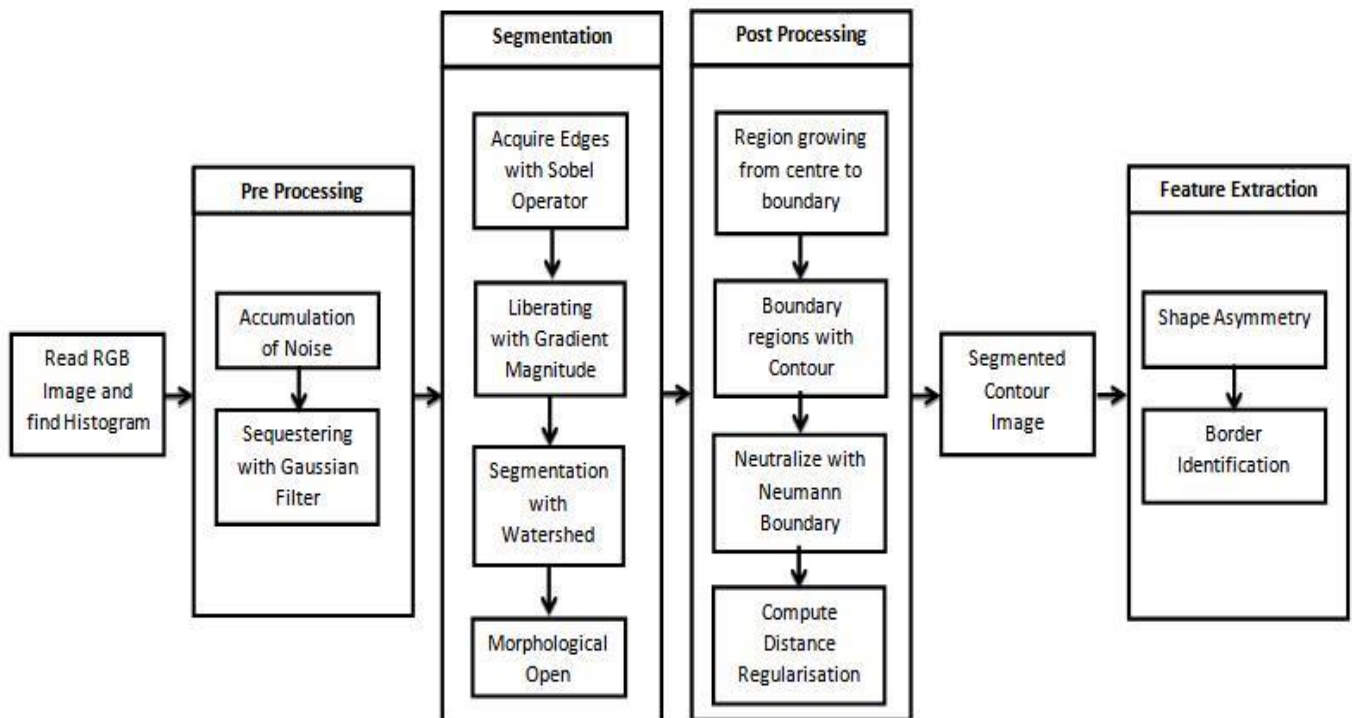 Read RGB
Image and
find Histogram
Pre Processing
Accumulation
of Noise
Sequestering
with Gaussian
Filter
Segmentation
Acquire Edges
with Sobel
Operator
Liberating
with Gradient
Magnitude
Segmentation
with
Watershed
Morphological
Open
Post Processing
Region growing
from centre to
boundary
Boundary
regions with
Contour
Neutralize with
Neumann
Boundary
Compute
Distance
Regularisation
Segmented
Contour
Image
Feature Extraction
Shape Asymmetry
Border
Identification